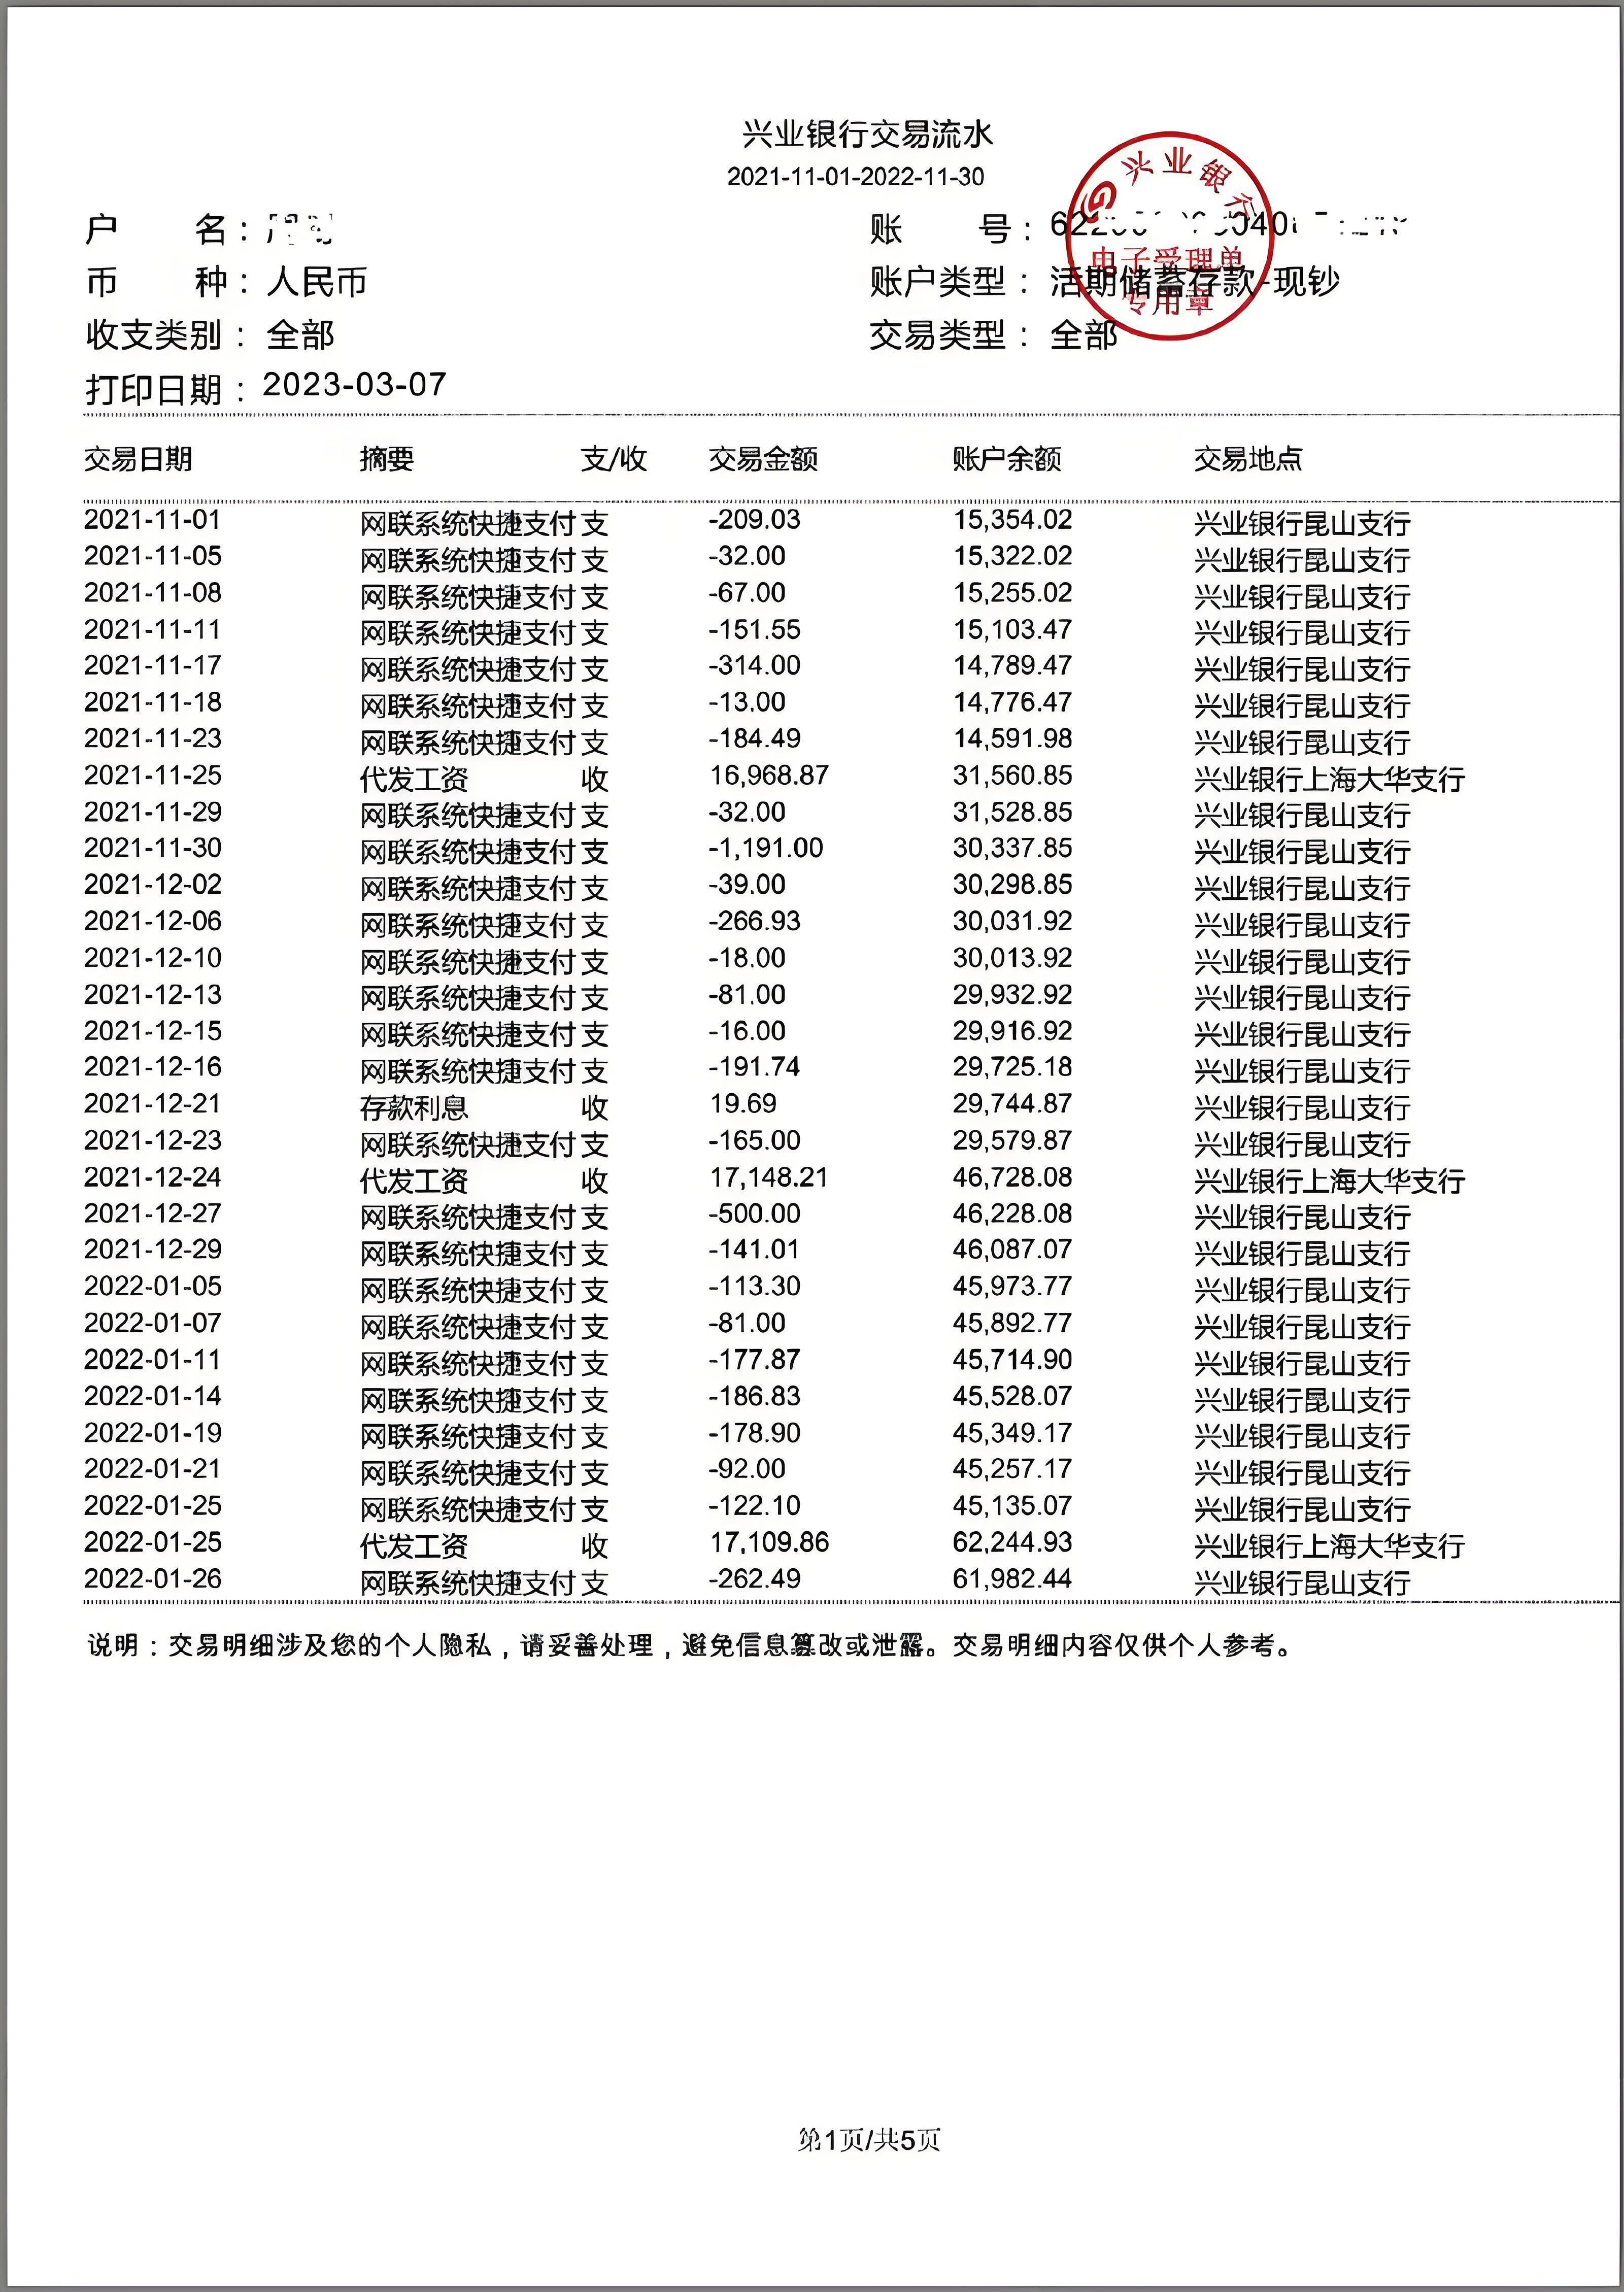 兴业银行交易流水
2021-11-01-2022-11-30
兴业银行
电子受理单
专用章
户 名：
账 号：
币 种：人民币
账户类型：活期储蓄存款-现钞
收支类别：全部
交易类型：全部
打印日期：2023-03-07
交易日期 摘要 支/收 交易金额 账户余额 交易地点
2021-11-01 网联系统快捷支付 支 -209.03 15,354.02 兴业银行昆山支行
2021-11-05 网联系统快捷支付 支 -32.00 15,322.02 兴业银行昆山支行
2021-11-08 网联系统快捷支付 支 -67.00 15,255.02 兴业银行昆山支行
2021-11-11 网联系统快捷支付 支 -151.55 15,103.47 兴业银行昆山支行
2021-11-17 网联系统快捷支付 支 -314.00 14,789.47 兴业银行昆山支行
2021-11-18 网联系统快捷支付 支 -13.00 14,776.47 兴业银行昆山支行
2021-11-23 网联系统快捷支付 支 -184.49 14,591.98 兴业银行昆山支行
2021-11-25 代发工资 收 16,968.87 31,560.85 兴业银行上海大华支行
2021-11-29 网联系统快捷支付 支 -32.00 31,528.85 兴业银行昆山支行
2021-11-30 网联系统快捷支付 支 -1,191.00 30,337.85 兴业银行昆山支行
2021-12-02 网联系统快捷支付 支 -39.00 30,298.85 兴业银行昆山支行
2021-12-06 网联系统快捷支付 支 -266.93 30,031.92 兴业银行昆山支行
2021-12-10 网联系统快捷支付 支 -18.00 30,013.92 兴业银行昆山支行
2021-12-13 网联系统快捷支付 支 -81.00 29,932.92 兴业银行昆山支行
2021-12-15 网联系统快捷支付 支 -16.00 29,916.92 兴业银行昆山支行
2021-12-16 网联系统快捷支付 支 -191.74 29,725.18 兴业银行昆山支行
2021-12-21 存款利息 收 19.69 29,744.87 兴业银行昆山支行
2021-12-23 网联系统快捷支付 支 -165.00 29,579.87 兴业银行昆山支行
2021-12-24 代发工资 收 17,148.21 46,728.08 兴业银行上海大华支行
2021-12-27 网联系统快捷支付 支 -500.00 46,228.08 兴业银行昆山支行
2021-12-29 网联系统快捷支付 支 -141.01 46,087.07 兴业银行昆山支行
2022-01-05 网联系统快捷支付 支 -113.30 45,973.77 兴业银行昆山支行
2022-01-07 网联系统快捷支付 支 -81.00 45,892.77 兴业银行昆山支行
2022-01-11 网联系统快捷支付 支 -177.87 45,714.90 兴业银行昆山支行
2022-01-14 网联系统快捷支付 支 -186.83 45,528.07 兴业银行昆山支行
2022-01-19 网联系统快捷支付 支 -178.90 45,349.17 兴业银行昆山支行
2022-01-21 网联系统快捷支付 支 -92.00 45,257.17 兴业银行昆山支行
2022-01-25 网联系统快捷支付 支 -122.10 45,135.07 兴业银行昆山支行
2022-01-25 代发工资 收 17,109.86 62,244.93 兴业银行上海大华支行
2022-01-26 网联系统快捷支付 支 -262.49 61,982.44 兴业银行昆山支行
说明：交易明细涉及您的个人隐私，请妥善处理，避免信息篡改或泄露。交易明细内容仅供个人参考。
第1页/共5页